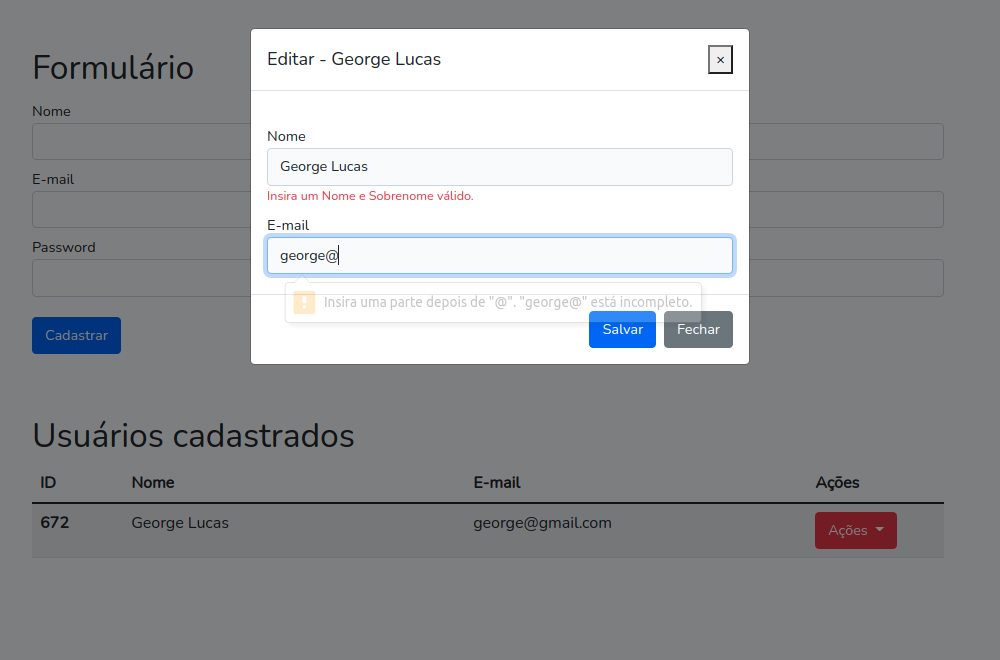 Formulário
Nome
E-mail
Password
Cadastrar
Editar - George Lucas
×
Nome
George Lucas
Insira um Nome e Sobrenome válido.
E-mail
george@
Insira uma parte depois de "@". "george@" está incompleto.
Salvar Fechar
Usuários cadastrados
ID Nome E-mail Ações
672 George Lucas george@gmail.com Ações